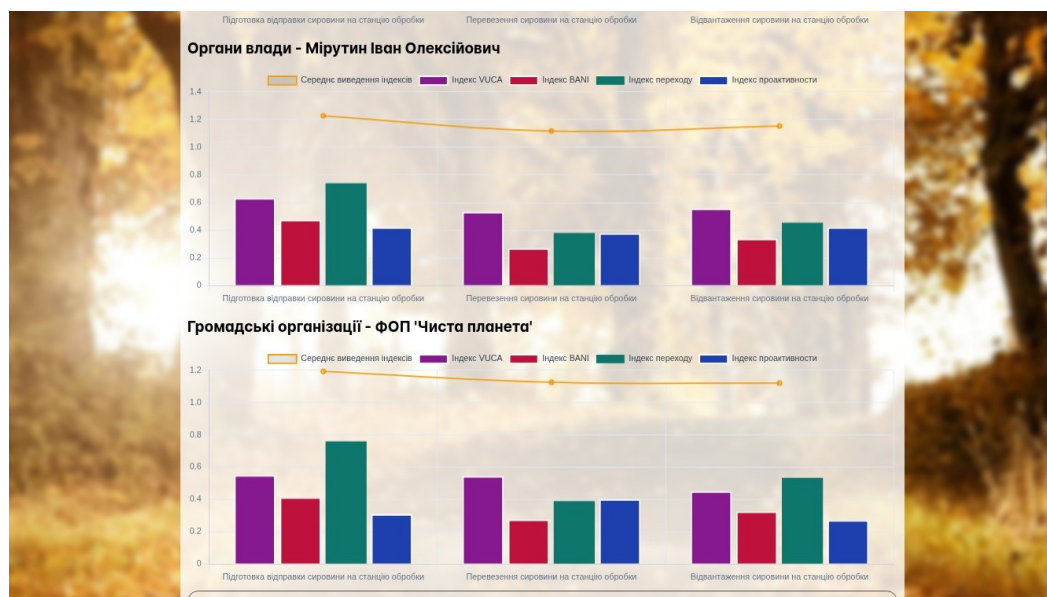 Підготовка відправки сировини на станцію обробки Перевезення сировини на станцію обробки Відвантаження сировини на станцію обробки
Органи влади - Мірутин Іван Олексійович
Середнє виведення індексів Індекс VUCA Індекс BANI Індекс переходу Індекс проактивности
1.4
1.2
1.0
0.8
0.6
0.4
0.2
0
Підготовка відправки сировини на станцію обробки Перевезення сировини на станцію обробки Відвантаження сировини на станцію обробки
Громадські організації - ФОП 'Чиста планета'
Середнє виведення індексів Індекс VUCA Індекс BANI Індекс переходу Індекс проактивности
1.2
1.0
0.8
0.6
0.4
0.2
0
Підготовка відправки сировини на станцію обробки Перевезення сировини на станцію обробки Відвантаження сировини на станцію обробки